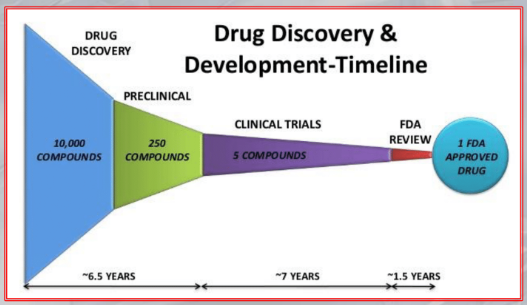 Drug Discovery &
Development-Timeline
DRUG
DISCOVERY
PRECLINICAL
CLINICAL TRIALS
FDA
REVIEW
10,000
COMPOUNDS
250
COMPOUNDS
5 COMPOUNDS
1 FDA
APPROVED
DRUG
~6.5 YEARS
~7 YEARS
~1.5 YEARS